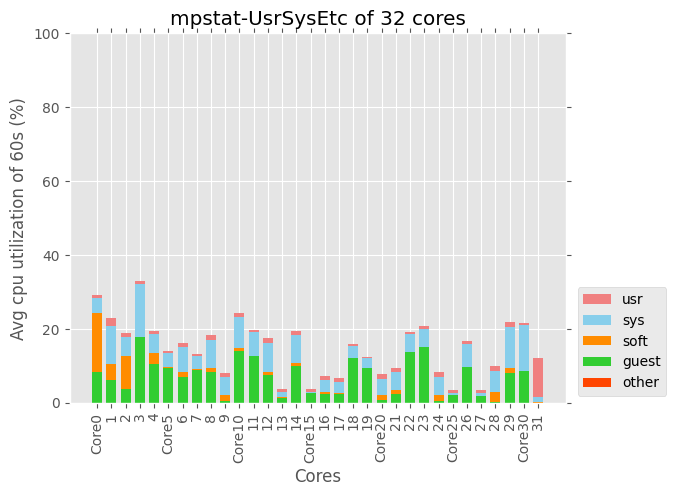 mpstat-UsrSysEtc of 32 cores
Avg cpu utilization of 60s (%)
100
80
60
40
20
0
Core0
1
2
3
4
Core5
6
7
8
9
Core10
11
12
13
14
Core15
16
17
18
19
Core20
21
22
23
24
Core25
26
27
28
29
Core30
31
Cores
usr
sys
soft
guest
other